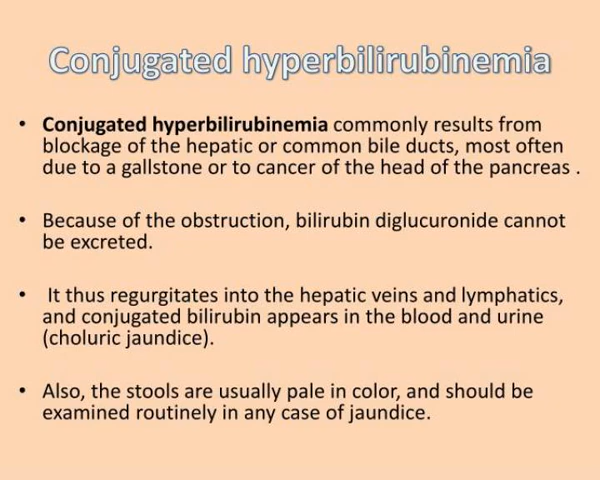 Conjugated hyperbilirubinemia
• Conjugated hyperbilirubinemia commonly results from
blockage of the hepatic or common bile ducts, most often
due to a gallstone or to cancer of the head of the pancreas .
• Because of the obstruction, bilirubin diglucuronide cannot
be excreted.
• It thus regurgitates into the hepatic veins and lymphatics,
and conjugated bilirubin appears in the blood and urine
(choluric jaundice).
• Also, the stools are usually pale in color, and should be
examined routinely in any case of jaundice.